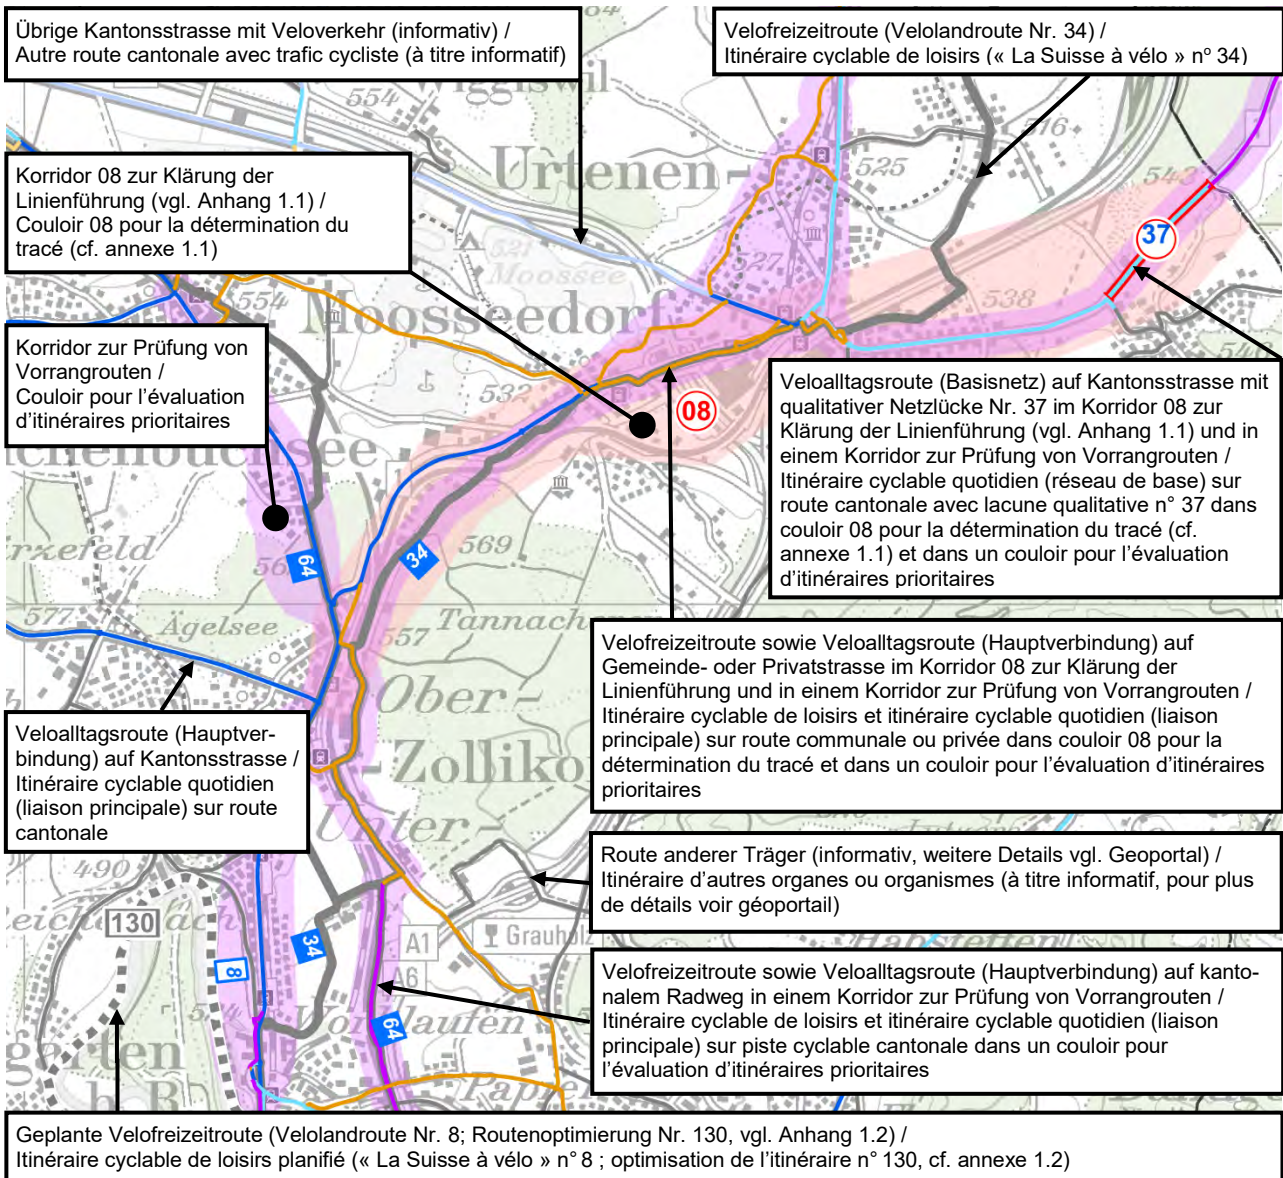 Übrige Kantonsstrasse mit Veloverkehr (informativ) /
Autre route cantonale avec trafic cycliste (à titre informatif)
Velofreizeitroute (Velolandroute Nr. 34) /
Itinéraire cyclable de loisirs (« La Suisse à vélo » nº 34)
554
Wiggiswil
Urtenen-
525
516
543
37
Korridor 08 zur Klärung der
Linienführung (vgl. Anhang 1.1) /
Couloir 08 pour la détermination du
tracé (cf. annexe 1.1)
521
Moossee
527
538
554
Moosseedorf
Korridor zur Prüfung von
Vorrangrouten /
Couloir pour l'évaluation
d'itinéraires prioritaires
532
08
Veloalltagsroute (Basisnetz) auf Kantonsstrasse mit
qualitativer Netzlücke Nr. 37 im Korridor 08 zur
Klärung der Linienführung (vgl. Anhang 1.1) und in
einem Korridor zur Prüfung von Vorrangrouten /
Itinéraire cyclable quotidien (réseau de base) sur
route cantonale avec lacune qualitative n° 37 dans
couloir 08 pour la détermination du tracé (cf.
annexe 1.1) et dans un couloir pour l'évaluation
d'itinéraires prioritaires
64
34
569
577
Ägelsee
557
Velofreizeitroute sowie Veloalltagsroute (Hauptverbindung) auf
Gemeinde- oder Privatstrasse im Korridor 08 zur Klärung der
Linienführung und in einem Korridor zur Prüfung von Vorrangrouten /
Itinéraire cyclable de loisirs et itinéraire cyclable quotidien (liaison
principale) sur route communale ou privée dans couloir 08 pour la
détermination du tracé et dans un couloir pour l'évaluation d'itinéraires
prioritaires
Ober-
-Zolliko
Unter-
Veloalltagsroute (Hauptver-
bindung) auf Kantonsstrasse /
Itinéraire cyclable quotidien
(liaison principale) sur route
cantonale
490
Route anderer Träger (informativ, weitere Details vgl. Geoportal) /
Itinéraire d'autres organes ou organismes (à titre informatif, pour plus
de détails voir géoportail)
130
34
8
A1
A6
Grauholz
Habstetten
64
Velofreizeitroute sowie Veloalltagsroute (Hauptverbindung) auf kanto-
nalem Radweg in einem Korridor zur Prüfung von Vorrangrouten /
Itinéraire cyclable de loisirs et itinéraire cyclable quotidien (liaison
principale) sur piste cyclable cantonale dans un couloir pour
l'évaluation d'itinéraires prioritaires
garten
b. B.
Papier
Geplante Velofreizeitroute (Velolandroute Nr. 8; Routenoptimierung Nr. 130, vgl. Anhang 1.2) /
Itinéraire cyclable de loisirs planifié (« La Suisse à vélo » n° 8 ; optimisation de l'itinéraire n° 130, cf. annexe 1.2)